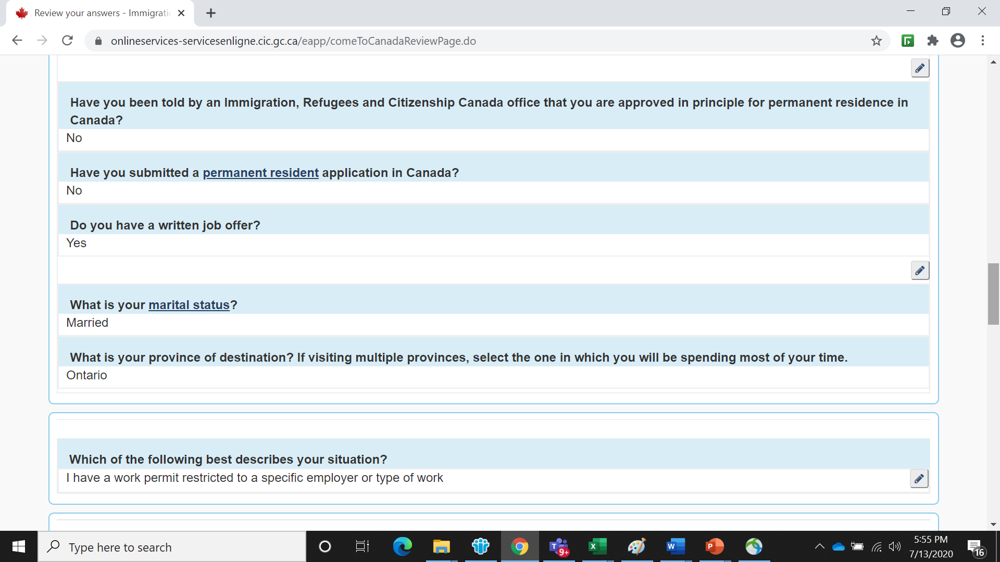 Review your answers - Immigrati
onlineservices-servicesenligne.cic.gc.ca/eapp/comeToCanadaReviewPage.do
Have you been told by an Immigration, Refugees and Citizenship Canada office that you are approved in principle for permanent residence in
Canada?
No
Have you submitted a permanent resident application in Canada?
No
Do you have a written job offer?
Yes
What is your marital status?
Married
What is your province of destination? If visiting multiple provinces, select the one in which you will be spending most of your time.
Ontario
Which of the following best describes your situation?
I have a work permit restricted to a specific employer or type of work
Type here to search
T
9+
X
W
P
5:55 PM
7/13/2020
16